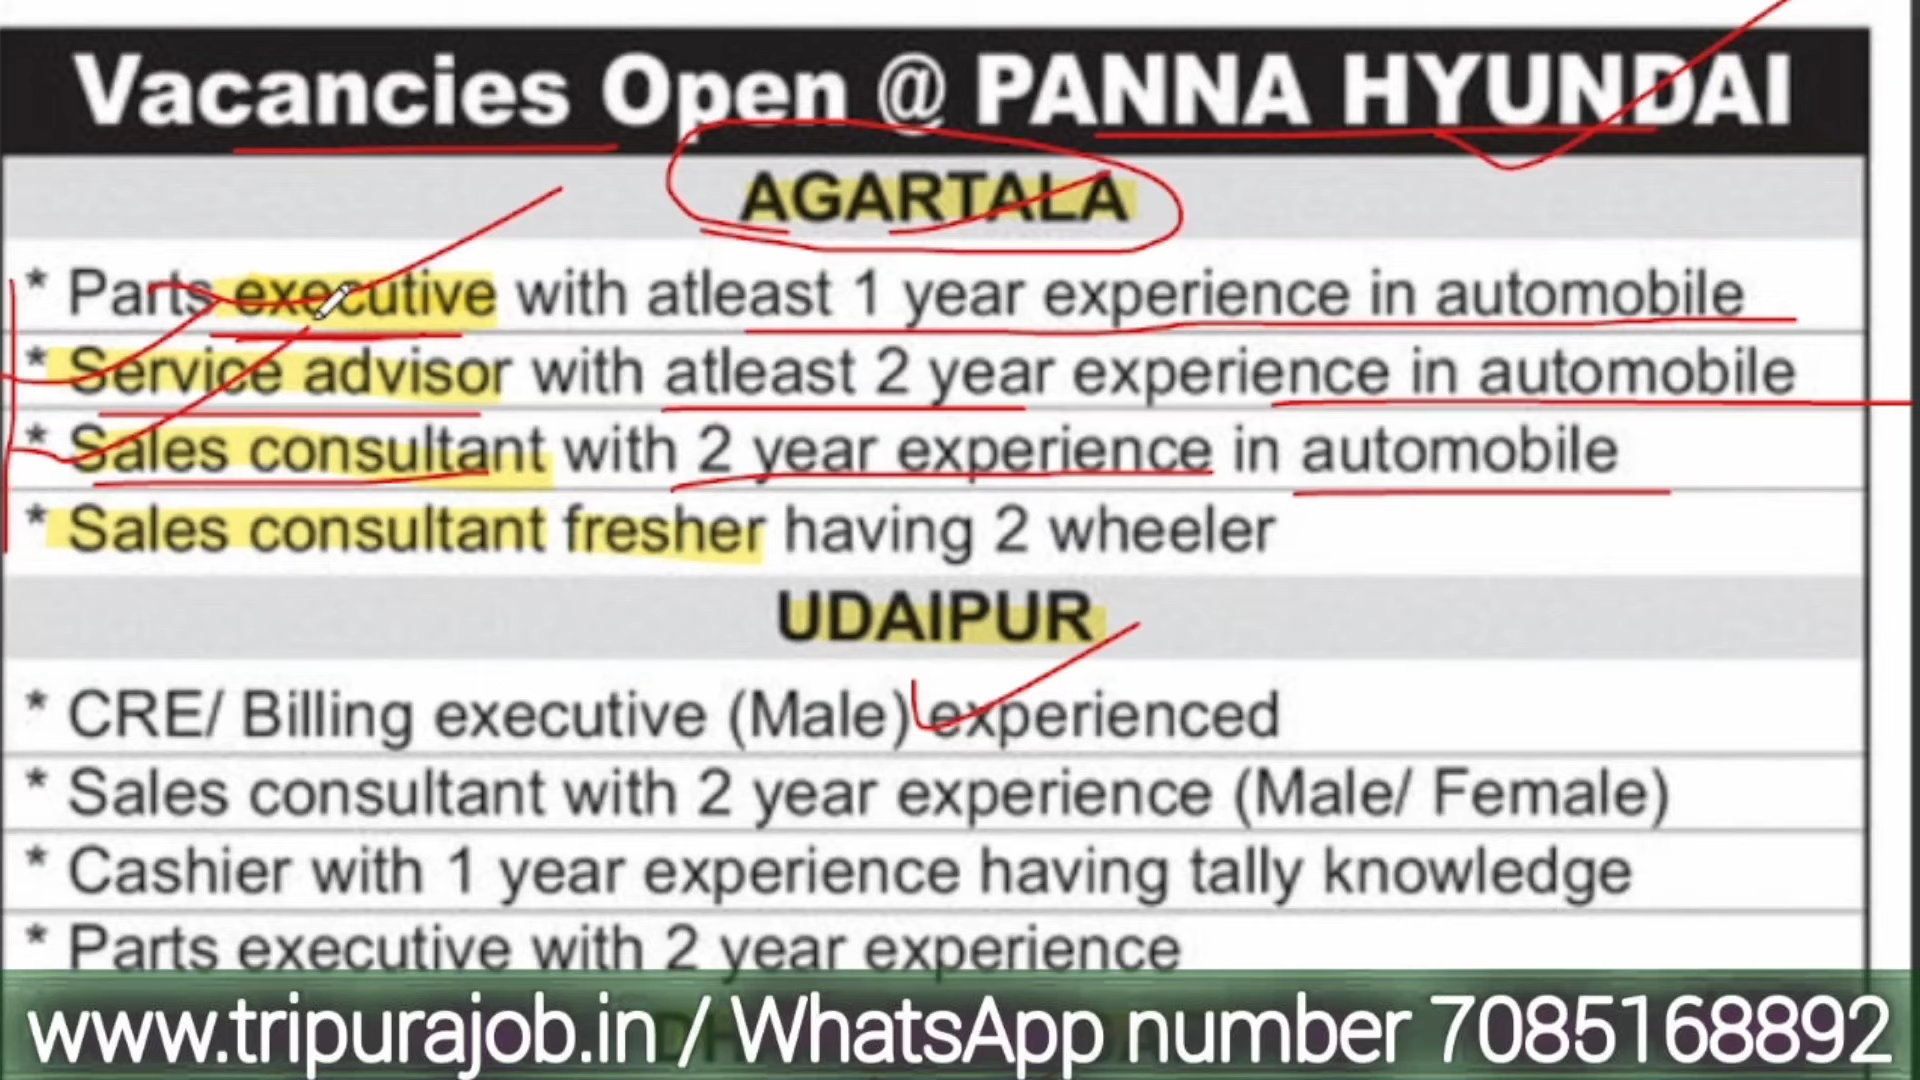 Vacancies Open @ PANNA HYUNDAI
AGARTALA
* Parts executive with atleast 1 year experience in automobile
* Service advisor with atleast 2 year experience in automobile
* Sales consultant with 2 year experience in automobile
* Sales consultant fresher having 2 wheeler
UDAIPUR
* CRE/ Billing executive (Male) experienced
* Sales consultant with 2 year experience (Male/ Female)
* Cashier with 1 year experience having tally knowledge
* Parts executive with 2 year experience
www.tripurajob.in / WhatsApp number 7085168892